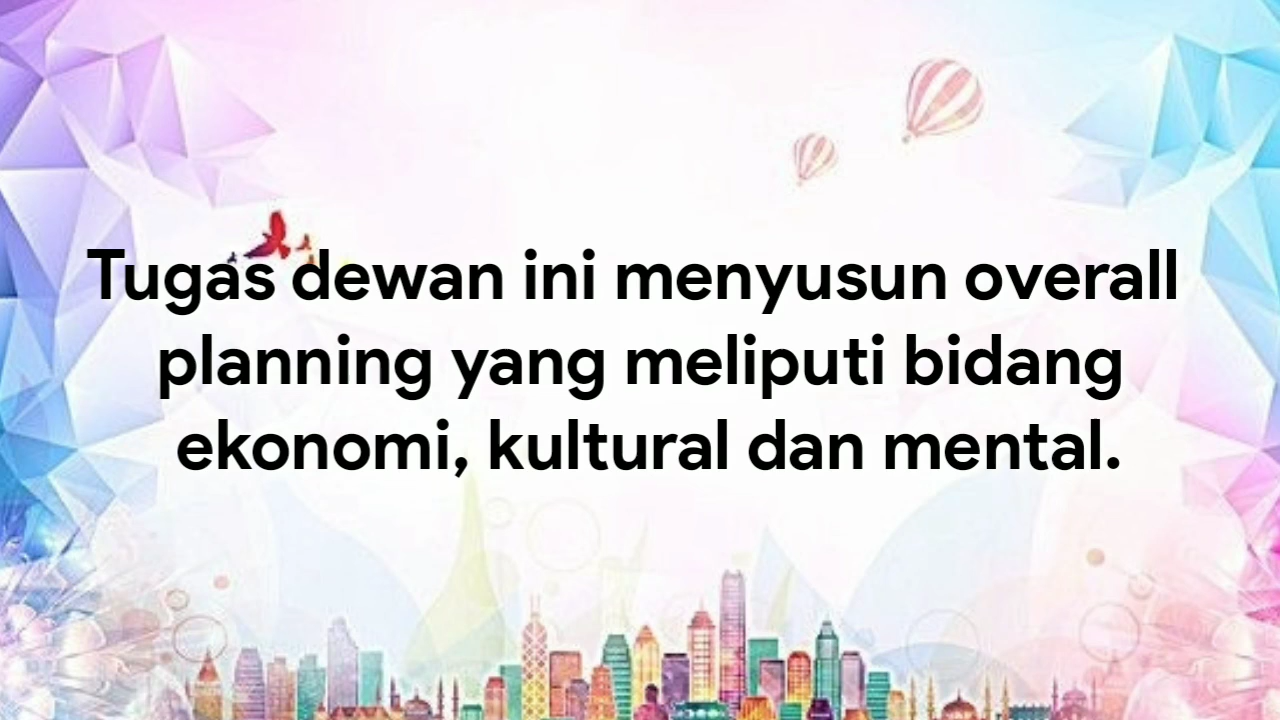 Tugas dewan ini menyusun overall
planning yang meliputi bidang
ekonomi, kultural dan mental.